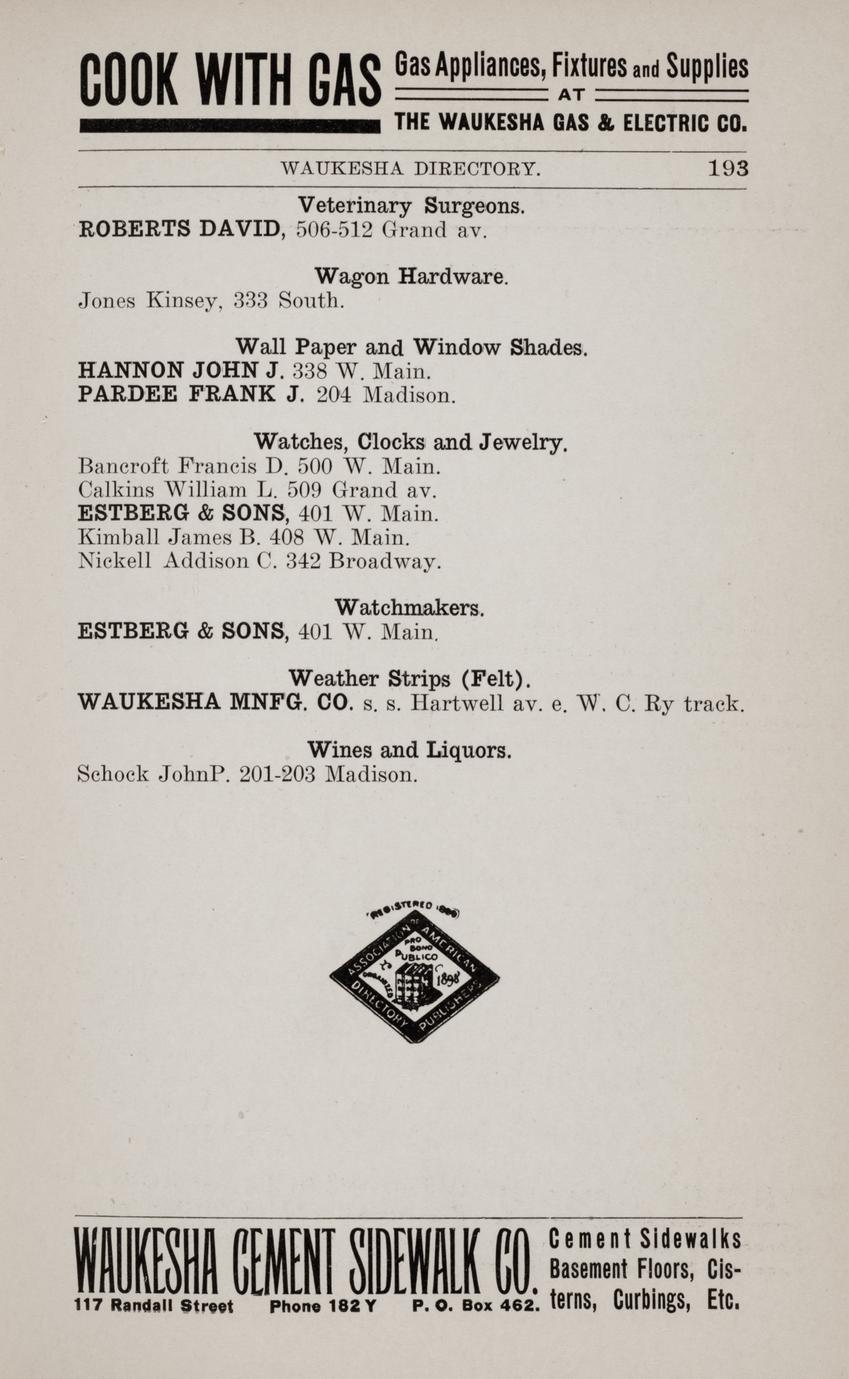 COOK WITH GAS
Gas Appliances, Fixtures and Supplies
AT
THE WAUKESHA GAS & ELECTRIC CO.
WAUKESHA DIRECTORY. 193
Veterinary Surgeons.
ROBERTS DAVID, 506-512 Grand av.
Wagon Hardware.
Jones Kinsey, 333 South.
Wall Paper and Window Shades.
HANNON JOHN J. 338 W. Main.
PARDEE FRANK J. 204 Madison.
Watches, Clocks and Jewelry.
Bancroft Francis D. 500 W. Main.
Calkins William L. 509 Grand av.
ESTBERG & SONS, 401 W. Main.
Kimball James B. 408 W. Main.
Nickell Addison C. 342 Broadway.
Watchmakers.
ESTBERG & SONS, 401 W. Main.
Weather Strips (Felt).
WAUKESHA MNFG. CO. s. s. Hartwell av. e. W. C. Ry track.
Wines and Liquors.
Schock JohnP. 201-203 Madison.
REGISTERED
ASSOCIATION OF AMERICAN
DIRECTORY PUBLISHERS
PRO
BONO
PUBLICO
ORGANIZED
1898
WAUKESHA CEMENT SIDEWALK CO.
117 Randall Street Phone 182 Y P. O. Box 462.
Cement Sidewalks
Basement Floors, Cis-
terns, Curbings, Etc.